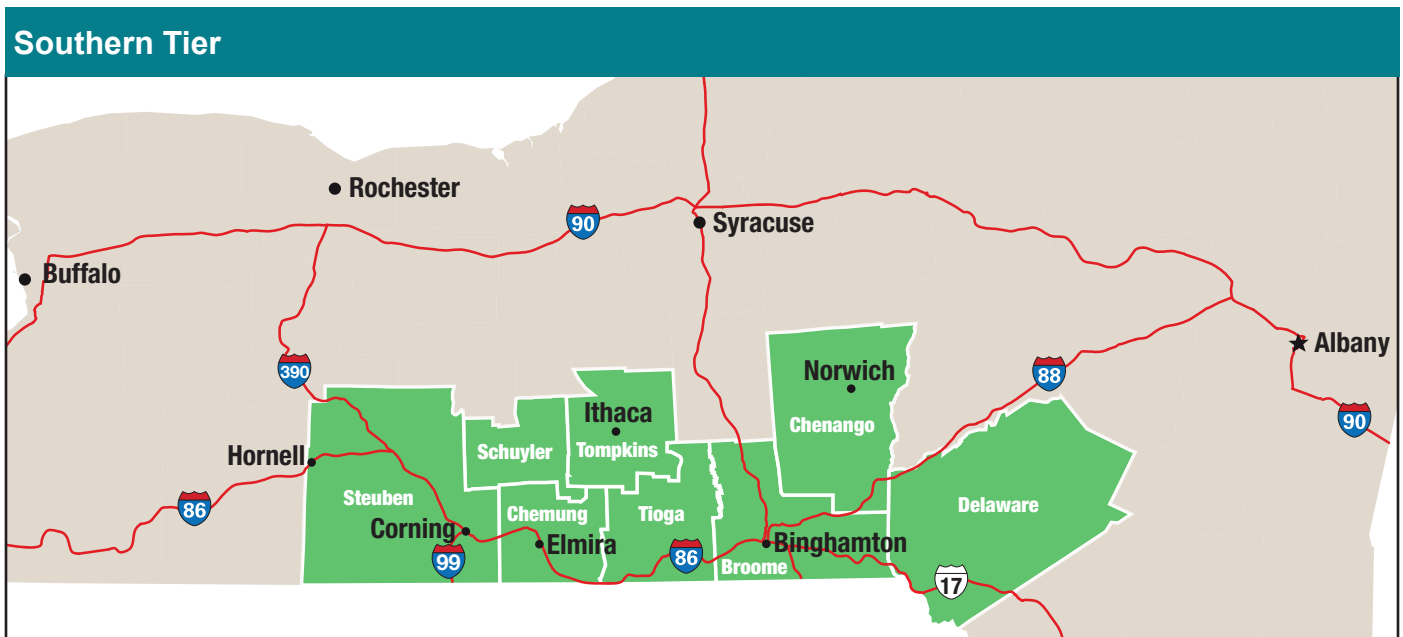 Southern Tier
Rochester
90
Syracuse
Buffalo
Albany
390
Norwich
88
Ithaca
Chenango
90
Hornell
Schuyler
Tompkins
Steuben
86
Chemung
Tioga
Delaware
Corning
Elmira
Binghamton
99
86
Broome
17